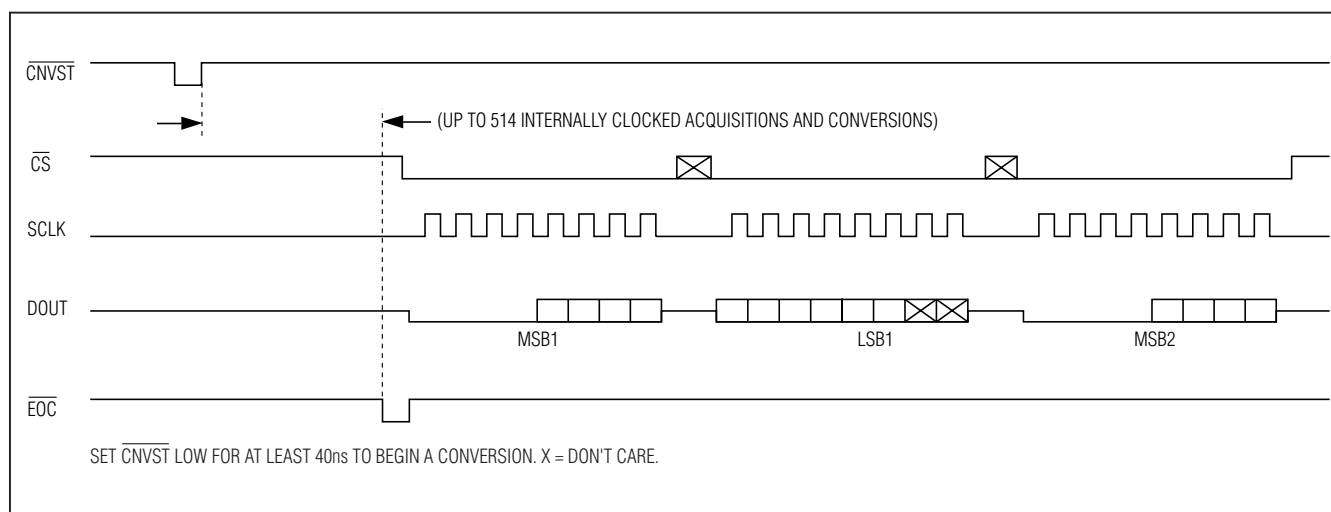 CNVST
(UP TO 514 INTERNALLY CLOCKED ACQUISITIONS AND CONVERSIONS)
CS
SCLK
DOUT
MSB1 LSB1 MSB2
EOC
SET CNVST LOW FOR AT LEAST 40ns TO BEGIN A CONVERSION. X = DON'T CARE.